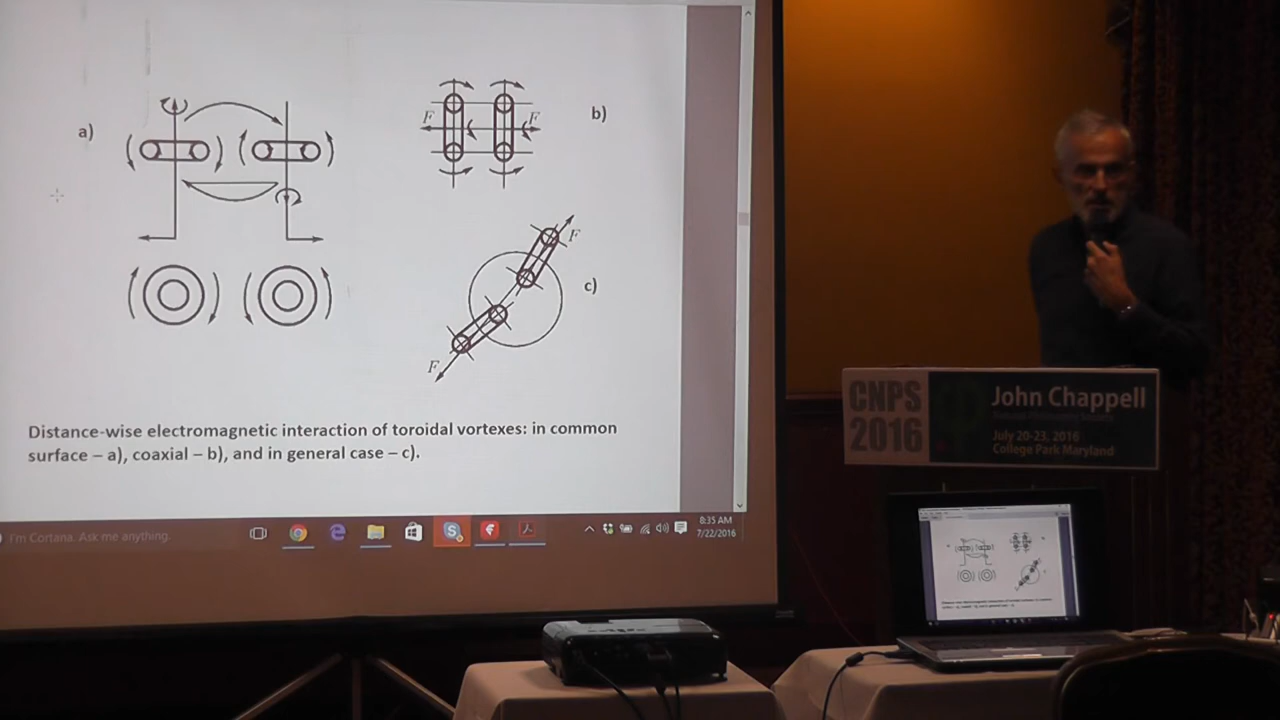 a)
F
F
b)
F
c)
F
Distance-wise electromagnetic interaction of toroidal vortexes: in common
surface – a), coaxial – b), and in general case – c).
I'm Cortana. Ask me anything.
8:35 AM
7/22/2016
CNPS
2016
John Chappell
July 20-23, 2016
College Park Maryland